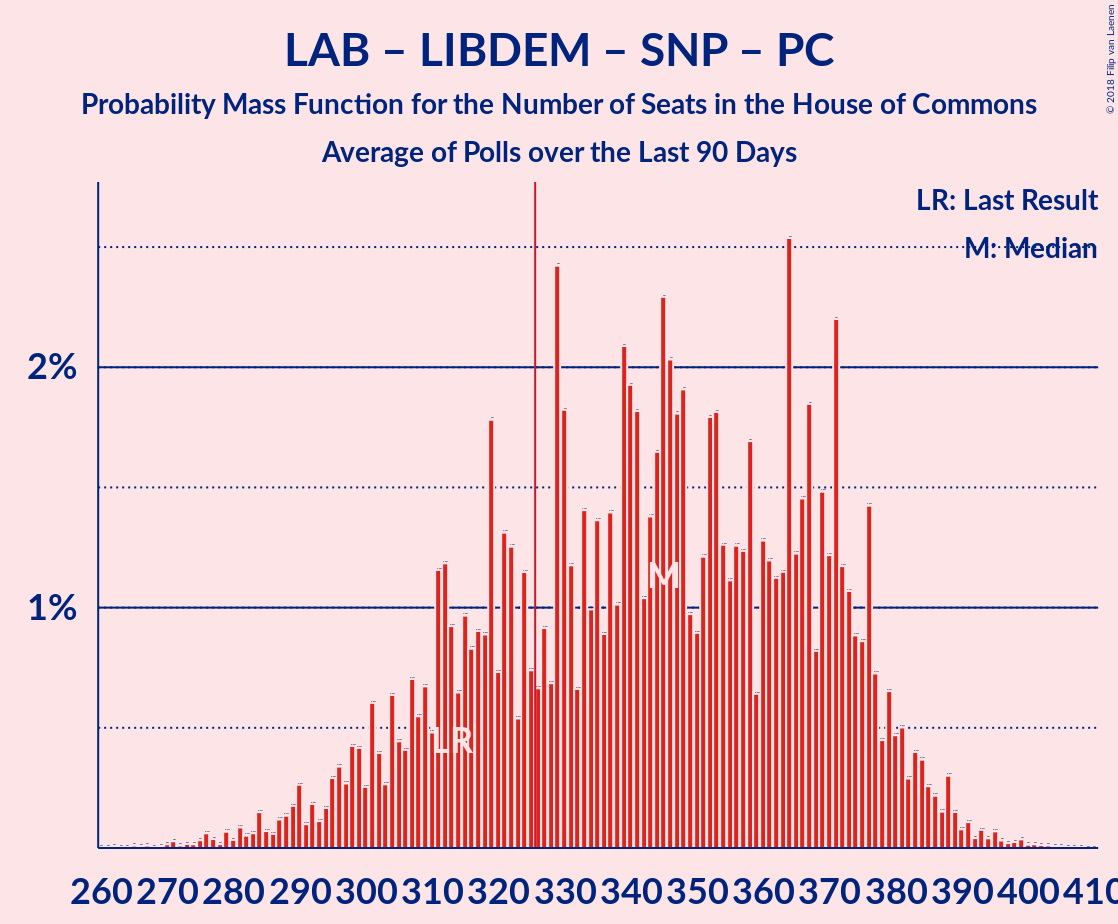 LAB – LIBDEM – SNP – PC
Probability Mass Function for the Number of Seats in the House of Commons
Average of Polls over the Last 90 Days
© 2018 Filip van Laenen
LR: Last Result
M: Median
2%
1%
M
LR
260 270 280 290 300 310 320 330 340 350 360 370 380 390 400 410